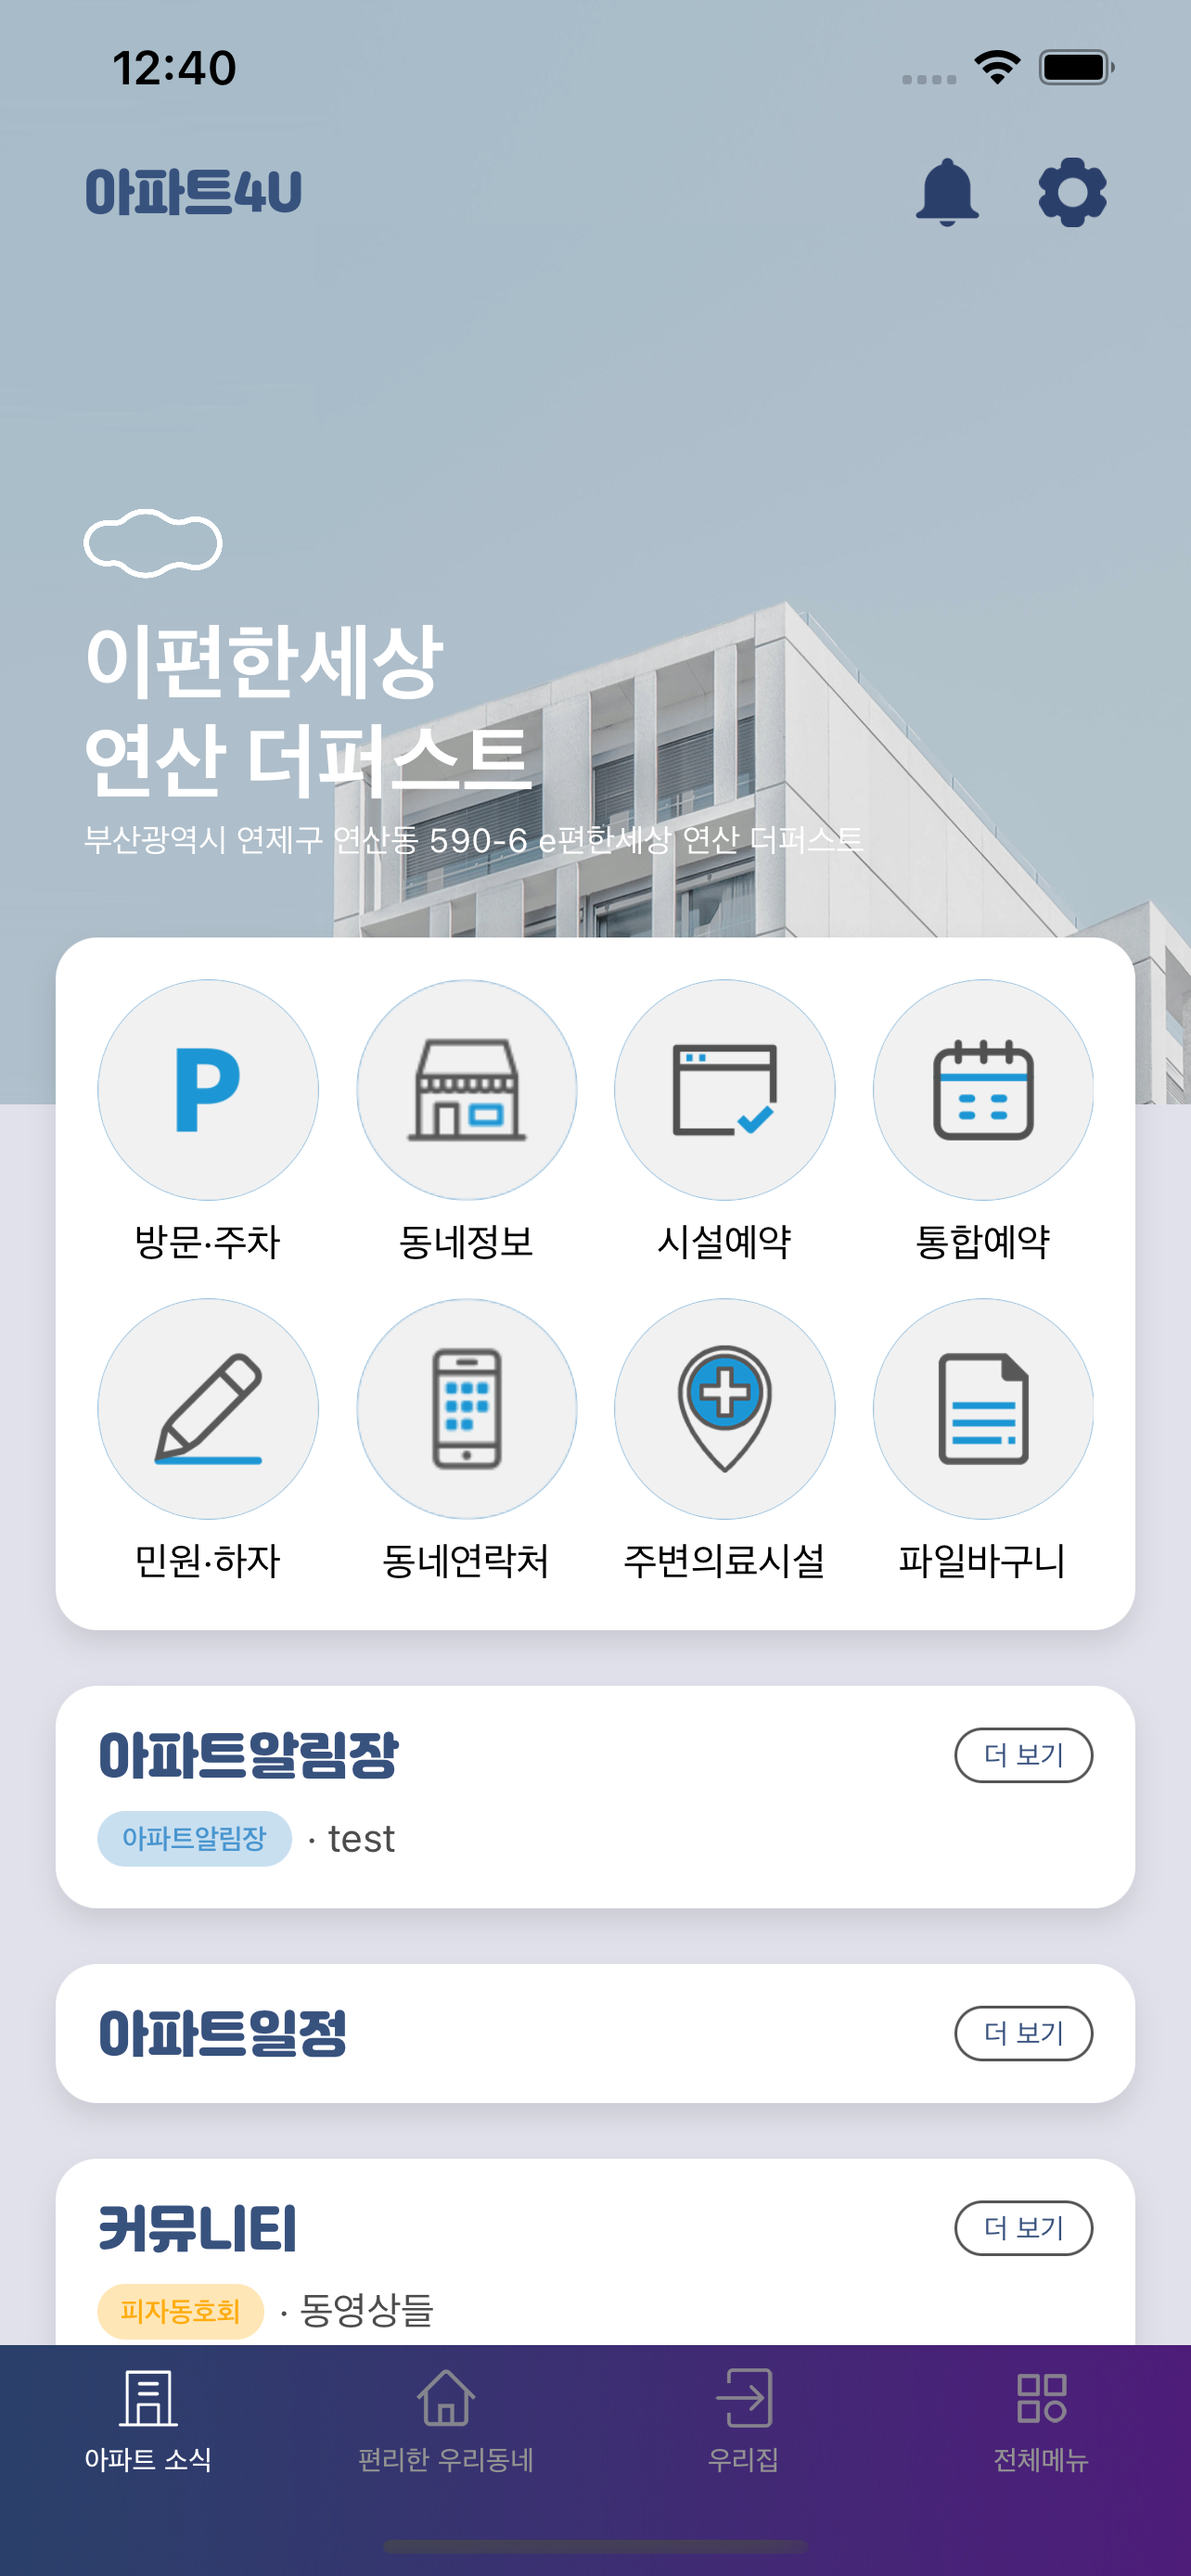 12:40
아파트4U
이편한세상
연산 더퍼스트
부산광역시 연제구 연산동 590-6 e편한세상 연산 더퍼스트
P
방문·주차 동네정보 시설예약 통합예약
민원·하자 동네연락처 주변의료시설 파일바구니
아파트알림장 더 보기
아파트알림장 · test
아파트일정 더 보기
커뮤니티 더 보기
피자동호회 · 동영상들
아파트 소식 편리한 우리동네 우리집 전체메뉴